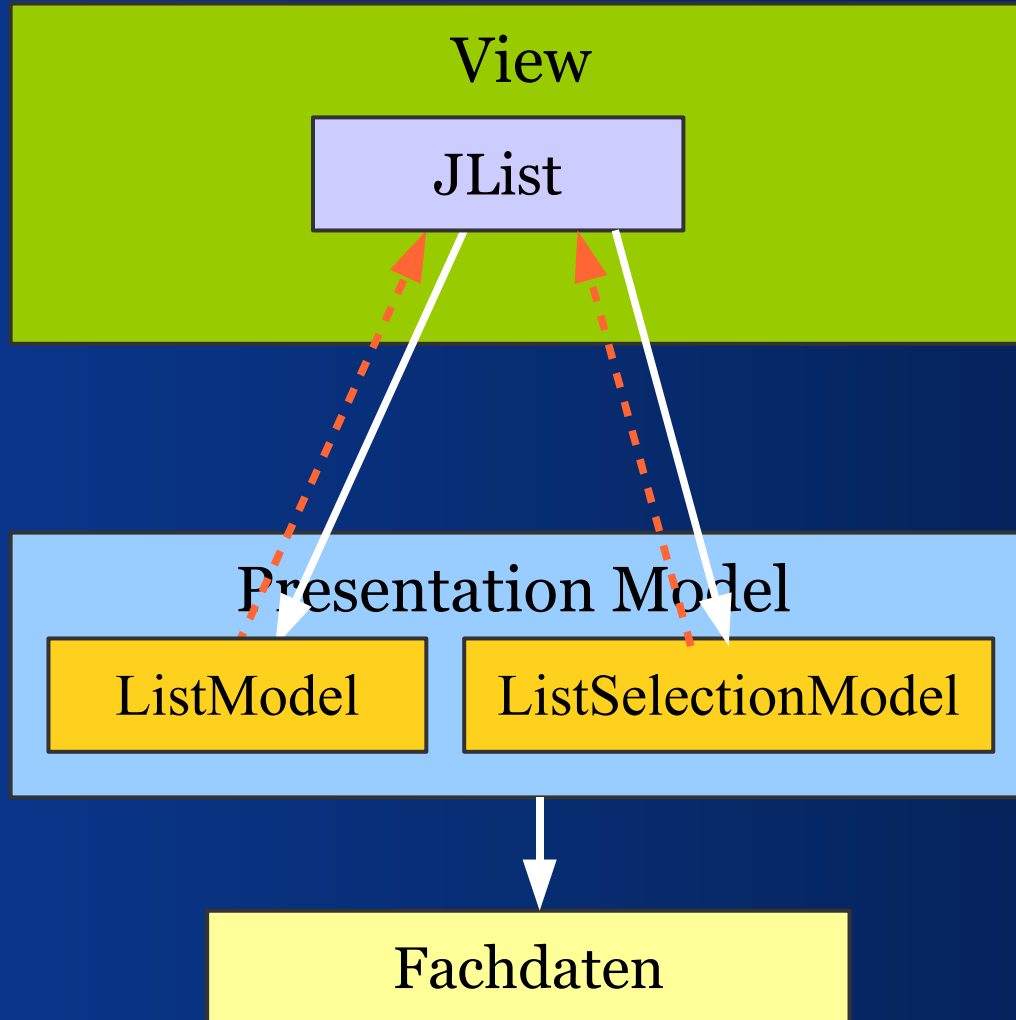 View
JList
Presentation Model
ListModel
ListSelectionModel
Fachdaten